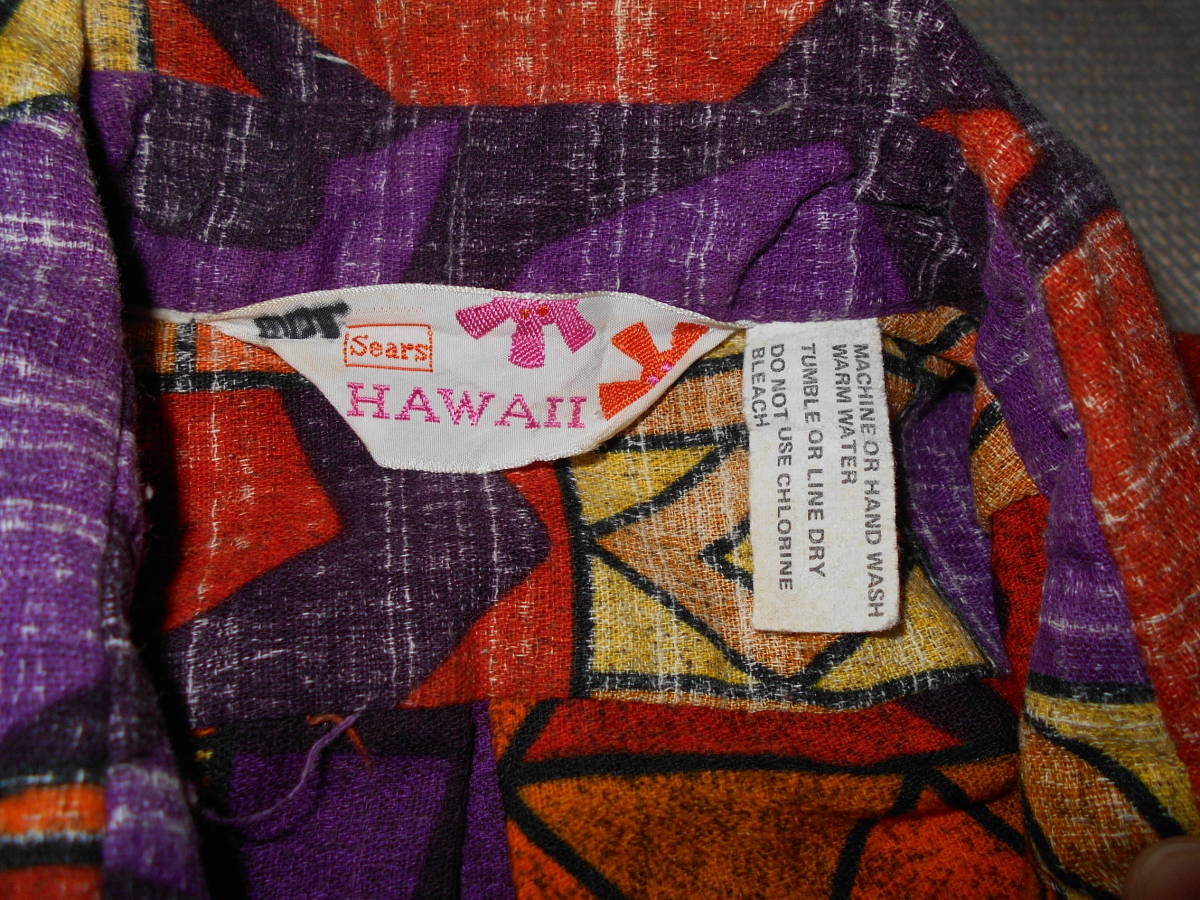 Sears
HAWAII
MACHINE OR HAND WASH
WARM WATER
TUMBLE OR LINE DRY
DO NOT USE CHLORINE
BLEACH